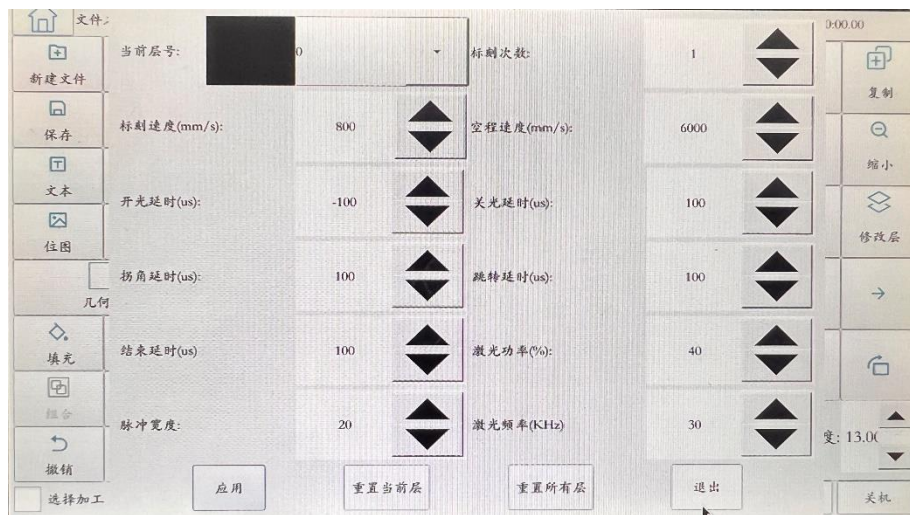 文件
0:00.00
新建文件
保存
文本
位图
几何
填充
组合
撤销
选择加工
当前层号:
0
标刻次数:
1
标刻速度(mm/s):
800
空程速度(mm/s):
6000
开光延时(us):
-100
关光延时(us):
100
拐角延时(us):
100
跳转延时(us):
100
结束延时(us)
100
激光功率(%):
40
脉冲宽度:
20
激光频率(KHz)
30
应用
重置当前层
重置所有层
退出
复制
缩小
修改层
度: 13.0
关机